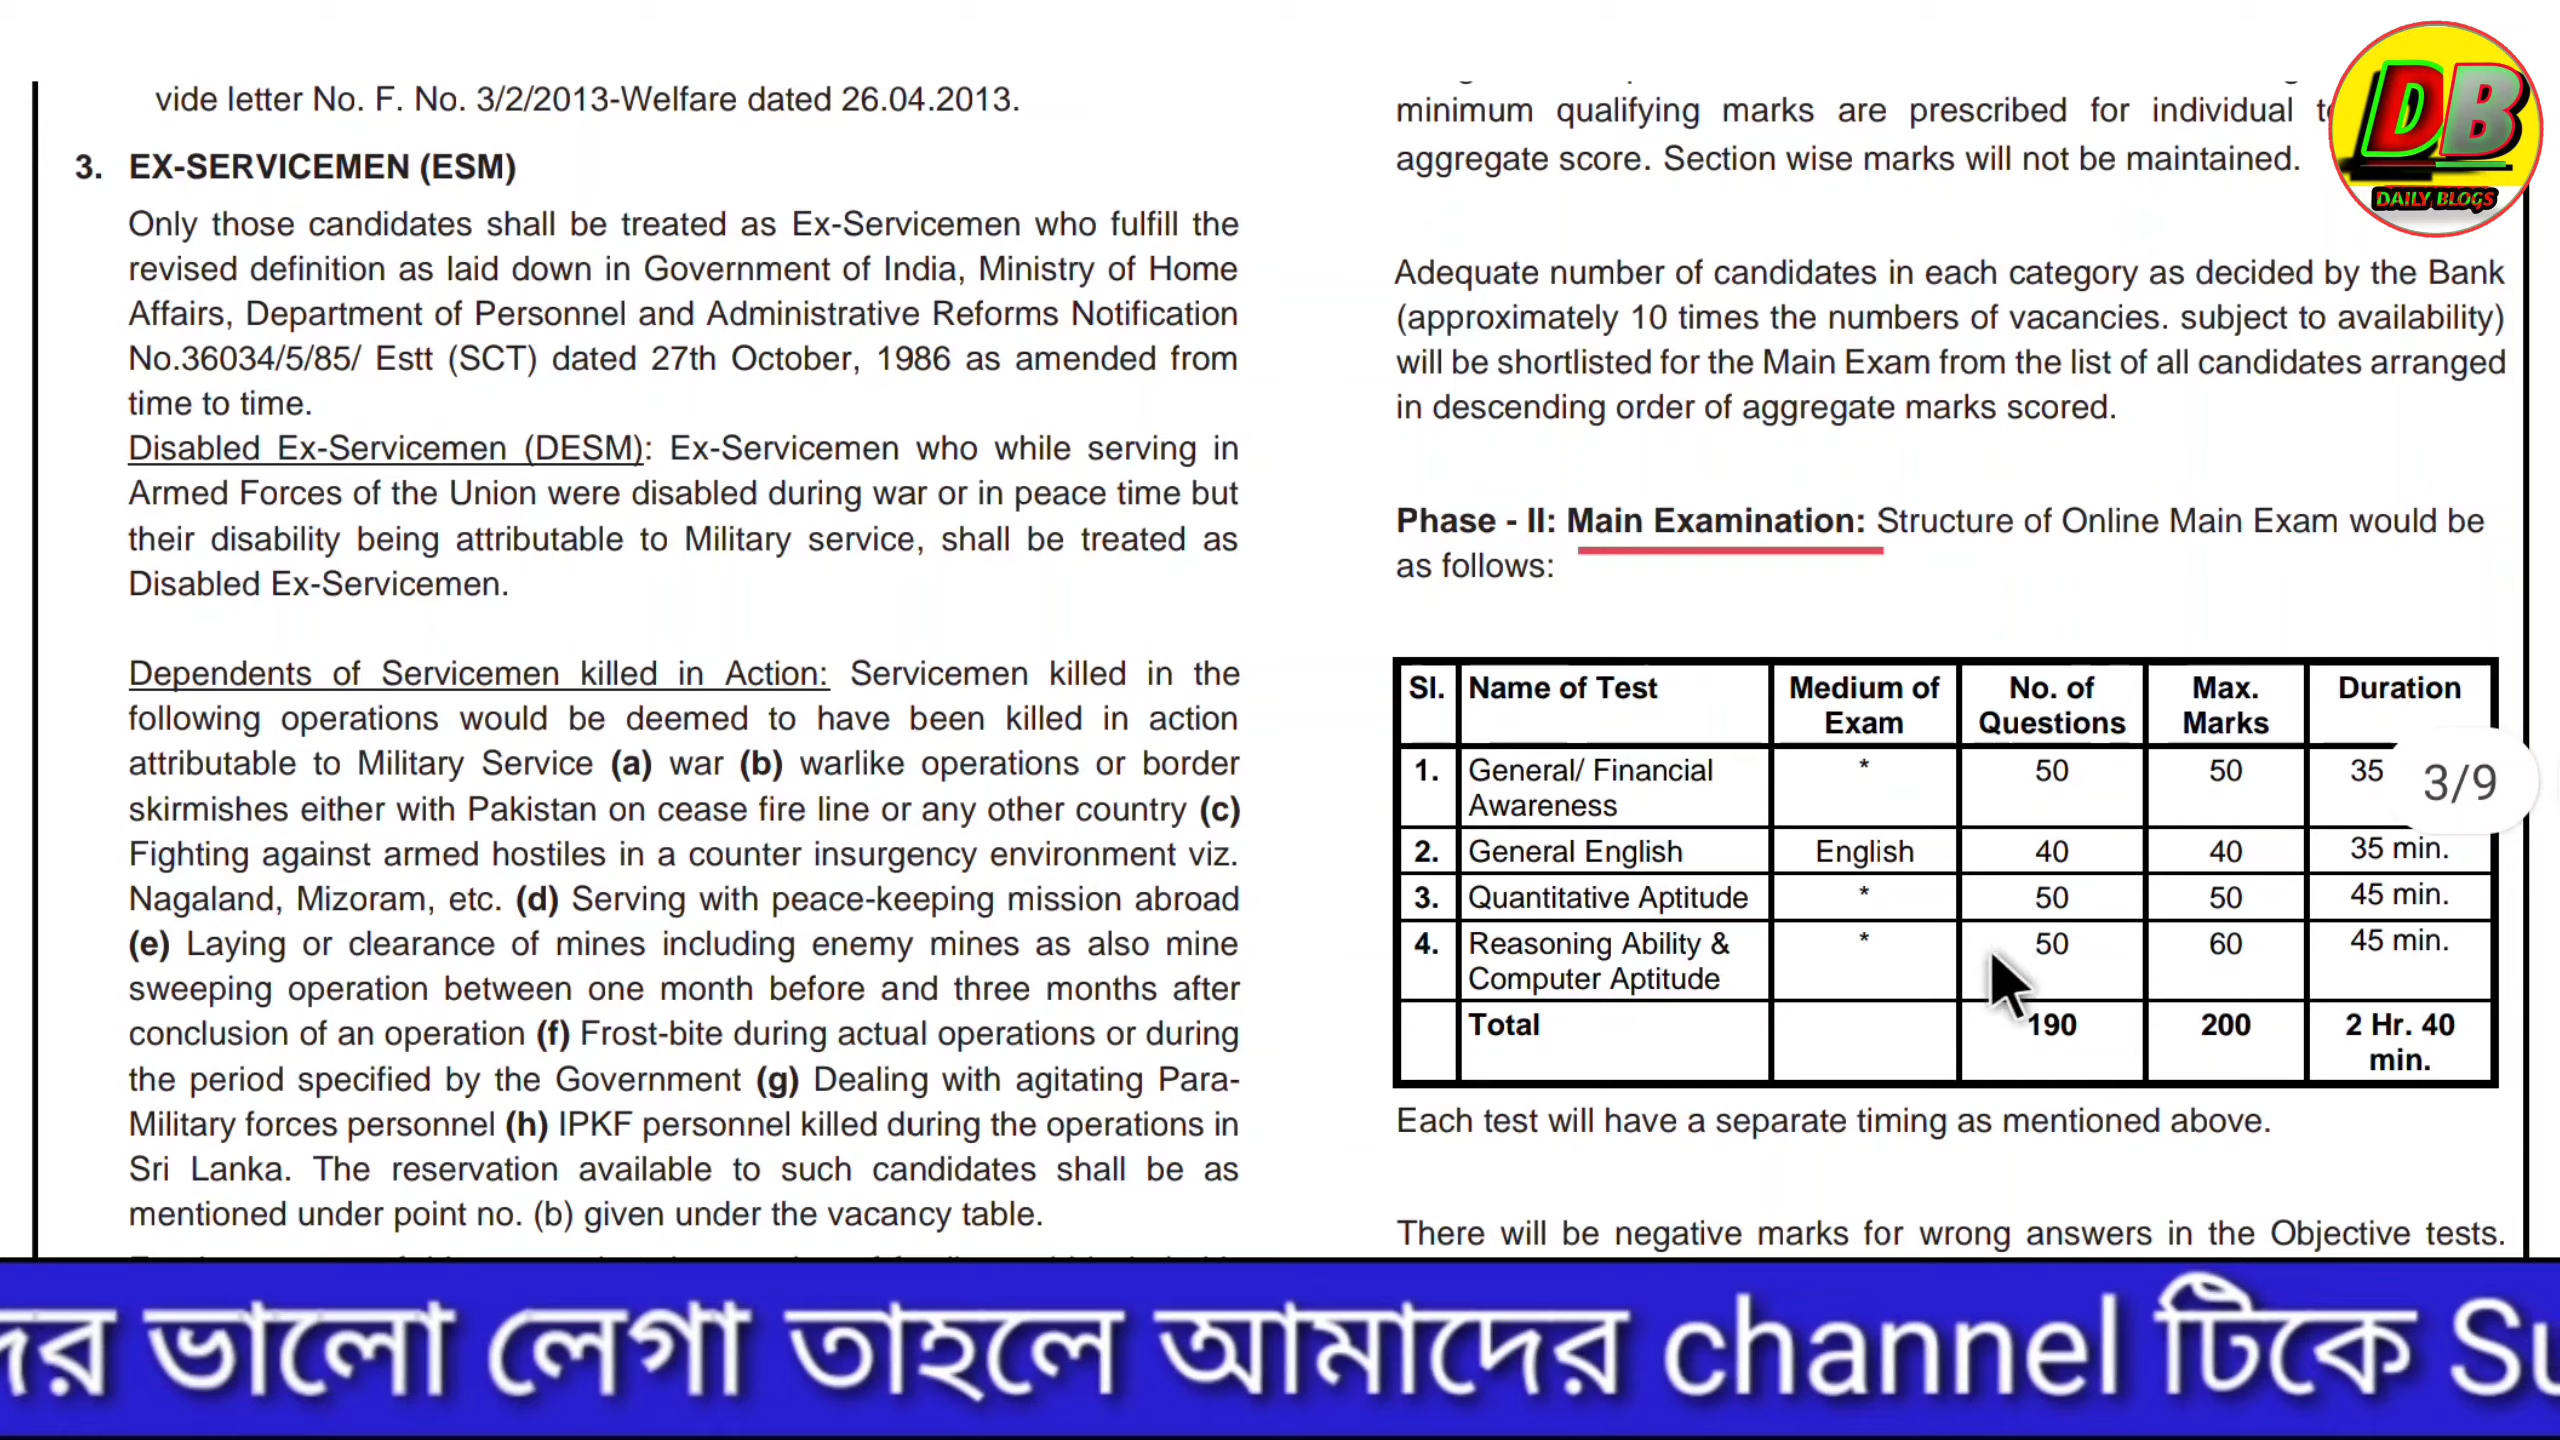 vide letter No. F. No. 3/2/2013-Welfare dated 26.04.2013.
3. EX-SERVICEMEN (ESM)
Only those candidates shall be treated as Ex-Servicemen who fulfill the
revised definition as laid down in Government of India, Ministry of Home
Affairs, Department of Personnel and Administrative Reforms Notification
No.36034/5/85/ Estt (SCT) dated 27th October, 1986 as amended from
time to time.
Disabled Ex-Servicemen (DESM): Ex-Servicemen who while serving in
Armed Forces of the Union were disabled during war or in peace time but
their disability being attributable to Military service, shall be treated as
Disabled Ex-Servicemen.
Dependents of Servicemen killed in Action: Servicemen killed in the
following operations would be deemed to have been killed in action
attributable to Military Service (a) war (b) warlike operations or border
skirmishes either with Pakistan on cease fire line or any other country (c)
Fighting against armed hostiles in a counter insurgency environment viz.
Nagaland, Mizoram, etc. (d) Serving with peace-keeping mission abroad
(e) Laying or clearance of mines including enemy mines as also mine
sweeping operation between one month before and three months after
conclusion of an operation (f) Frost-bite during actual operations or during
the period specified by the Government (g) Dealing with agitating Para-
Military forces personnel (h) IPKF personnel killed during the operations in
Sri Lanka. The reservation available to such candidates shall be as
mentioned under point no. (b) given under the vacancy table.
minimum qualifying marks are prescribed for individual
aggregate score. Section wise marks will not be maintained.
Adequate number of candidates in each category as decided by the Bank
(approximately 10 times the numbers of vacancies. subject to availability)
will be shortlisted for the Main Exam from the list of all candidates arranged
in descending order of aggregate marks scored.
Phase - II: Main Examination: Structure of Online Main Exam would be
as follows:
Sl. Name of Test Medium of Exam No. of Questions Max. Marks Duration
1. General/ Financial Awareness * 50 50 35
2. General English English 40 40 35 min.
3. Quantitative Aptitude * 50 50 45 min.
4. Reasoning Ability & Computer Aptitude * 50 60 45 min.
Total 190 200 2 Hr. 40 min.
Each test will have a separate timing as mentioned above.
There will be negative marks for wrong answers in the Objective tests.
3/9
DB
DAILY BLOGS
ভালো লেগা তাহলে আমাদের channel টিকে